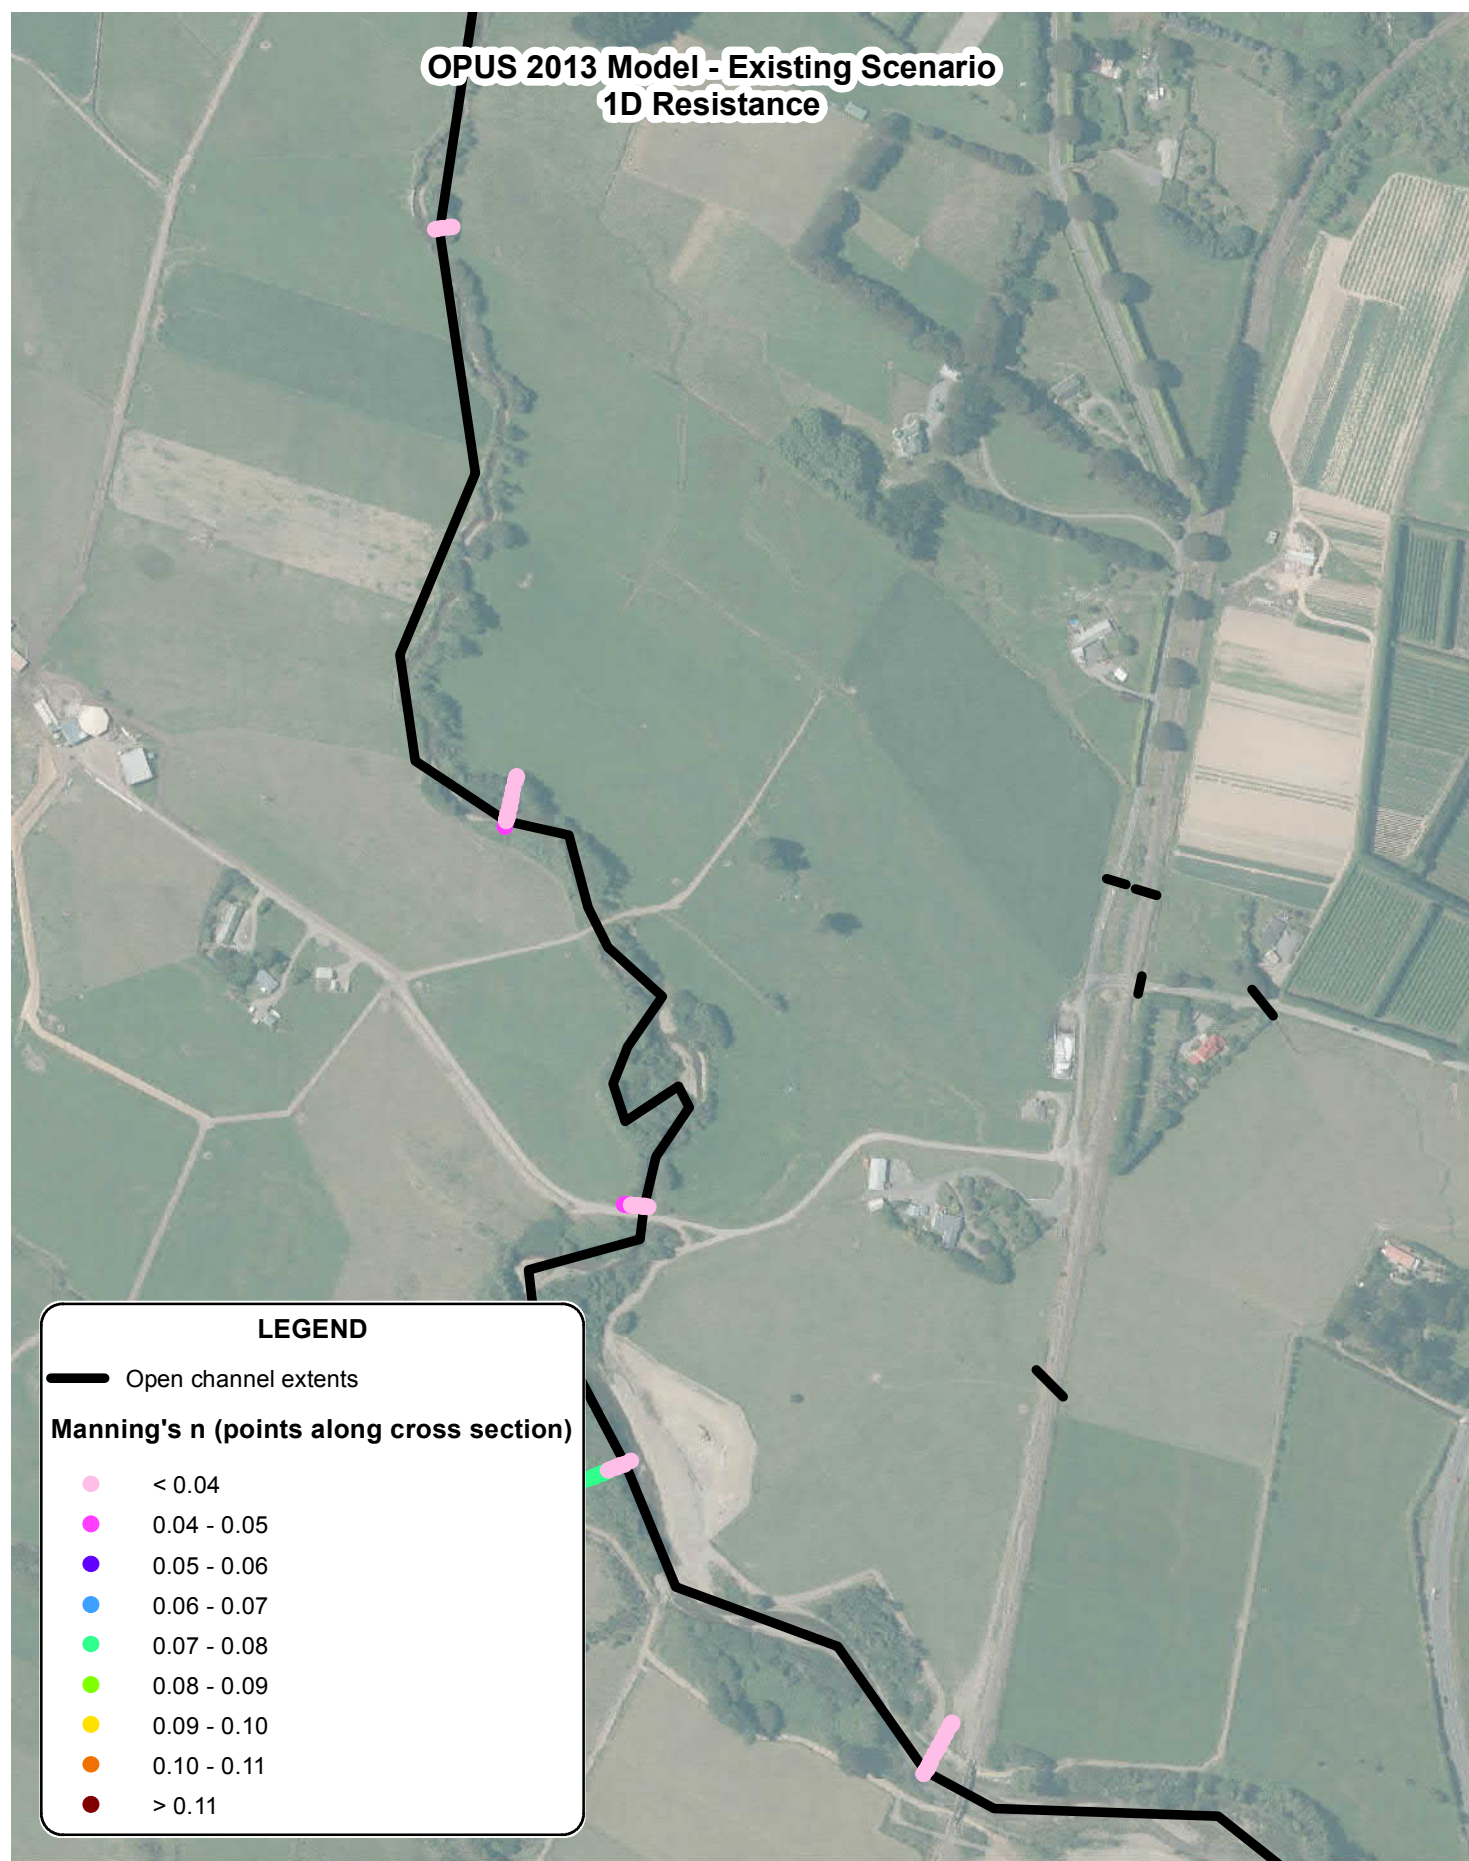 OPUS 2013 Model - Existing Scenario
1D Resistance
LEGEND
Open channel extents
Manning's n (points along cross section)
< 0.04
0.04 - 0.05
0.05 - 0.06
0.06 - 0.07
0.07 - 0.08
0.08 - 0.09
0.09 - 0.10
0.10 - 0.11
> 0.11